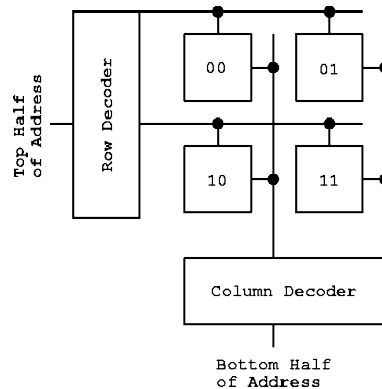 00
01
Top Half
of Address
Row Decoder
10
11
Column Decoder
Bottom Half
of Address